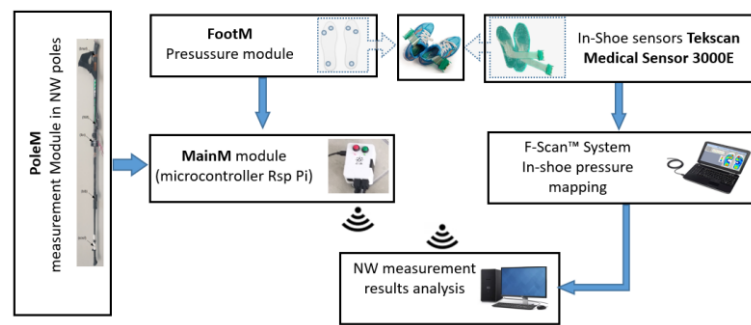 PoleM
measurement Module in NW poles
FootM
Presussure module
In-Shoe sensors Tekscan
Medical Sensor 3000E
MainM module
(microcontroller Rsp Pi)
F-Scan™ System
In-shoe pressure
mapping
NW measurement
results analysis